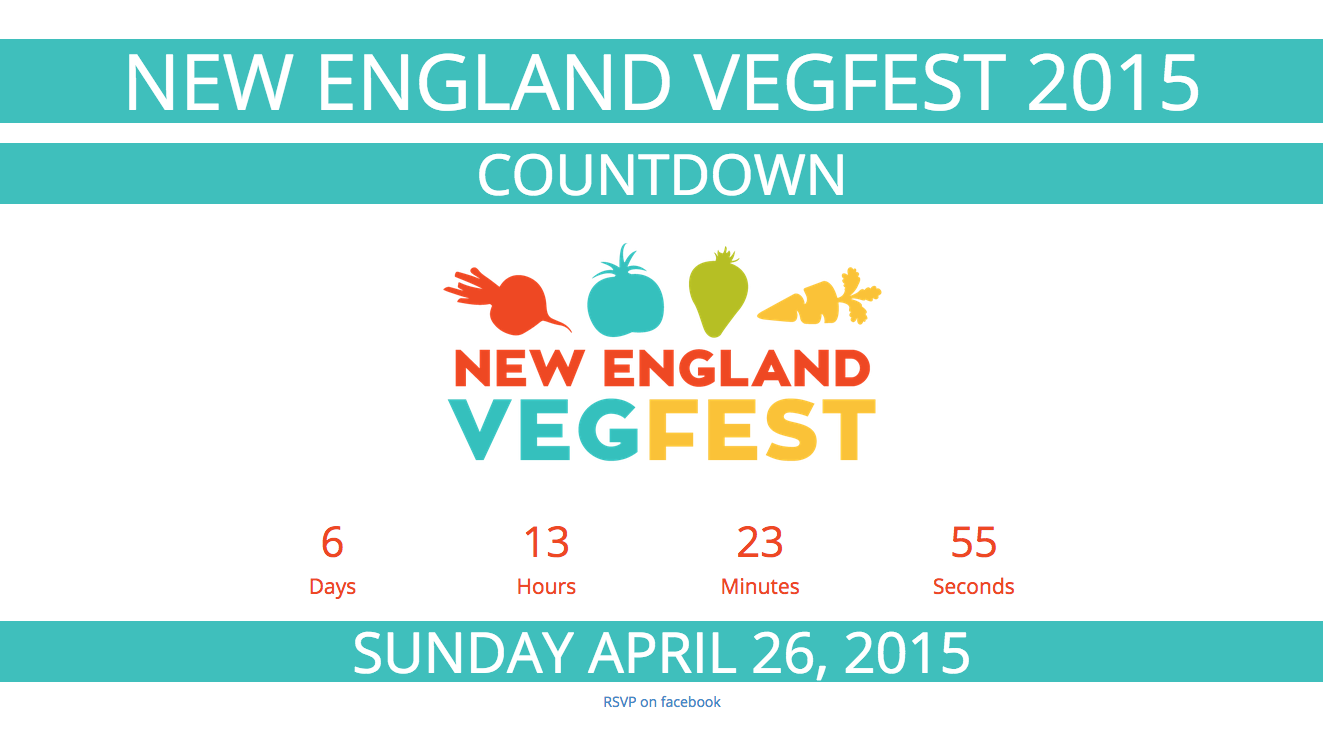 NEW ENGLAND VEGFEST 2015
COUNTDOWN
NEW ENGLAND
VEGFEST
6 13 23 55
Days Hours Minutes Seconds
SUNDAY APRIL 26, 2015
RSVP on facebook